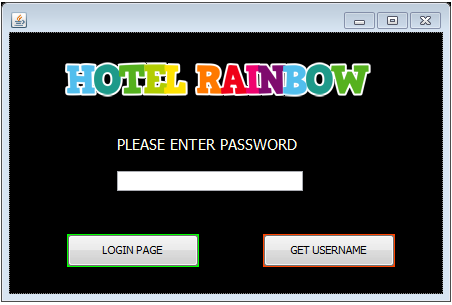 HOTEL RAINBOW
PLEASE ENTER PASSWORD
LOGIN PAGE
GET USERNAME